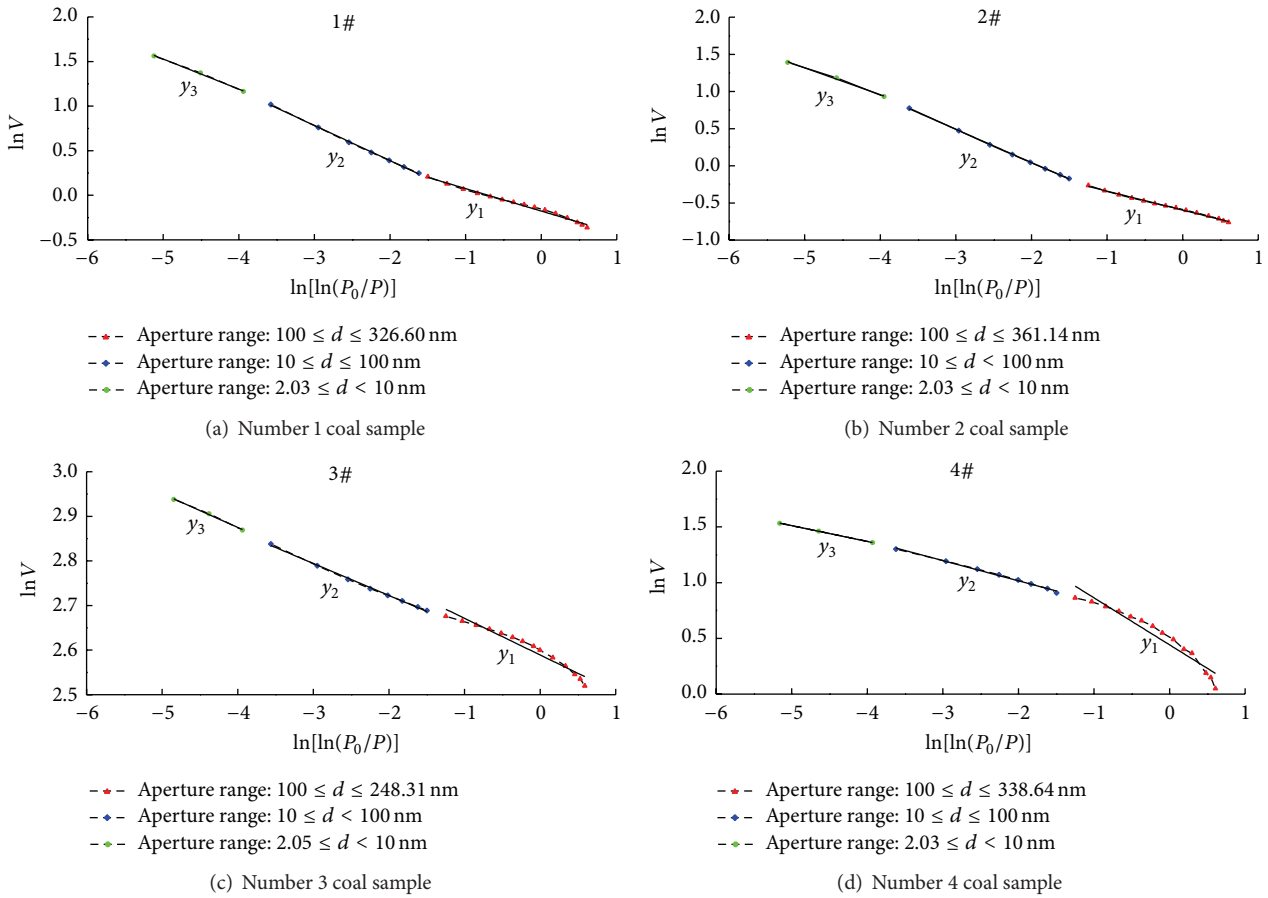 1#
2.0
1.5
1.0
0.5
0.0
−0.5
ln V
y3
y2
y1
−6 −5 −4 −3 −2 −1 0 1
ln[ln(P0/P)]
Aperture range: 100 ≤ d ≤ 326.60 nm
Aperture range: 10 ≤ d ≤ 100 nm
Aperture range: 2.03 ≤ d < 10 nm
(a) Number 1 coal sample
2#
2.0
1.5
1.0
0.5
0.0
−0.5
−1.0
ln V
y3
y2
y1
−6 −5 −4 −3 −2 −1 0 1
ln[ln(P0/P)]
Aperture range: 100 ≤ d ≤ 361.14 nm
Aperture range: 10 ≤ d < 100 nm
Aperture range: 2.03 ≤ d < 10 nm
(b) Number 2 coal sample
3#
3.0
2.9
2.8
2.7
2.6
2.5
ln V
y3
y2
y1
−6 −5 −4 −3 −2 −1 0 1
ln[ln(P0/P)]
Aperture range: 100 ≤ d ≤ 248.31 nm
Aperture range: 10 ≤ d < 100 nm
Aperture range: 2.05 ≤ d < 10 nm
(c) Number 3 coal sample
4#
2.0
1.5
1.0
0.5
0.0
ln V
y3
y2
y1
−6 −5 −4 −3 −2 −1 0 1
ln[ln(P0/P)]
Aperture range: 100 ≤ d ≤ 338.64 nm
Aperture range: 10 ≤ d ≤ 100 nm
Aperture range: 2.03 ≤ d < 10 nm
(d) Number 4 coal sample